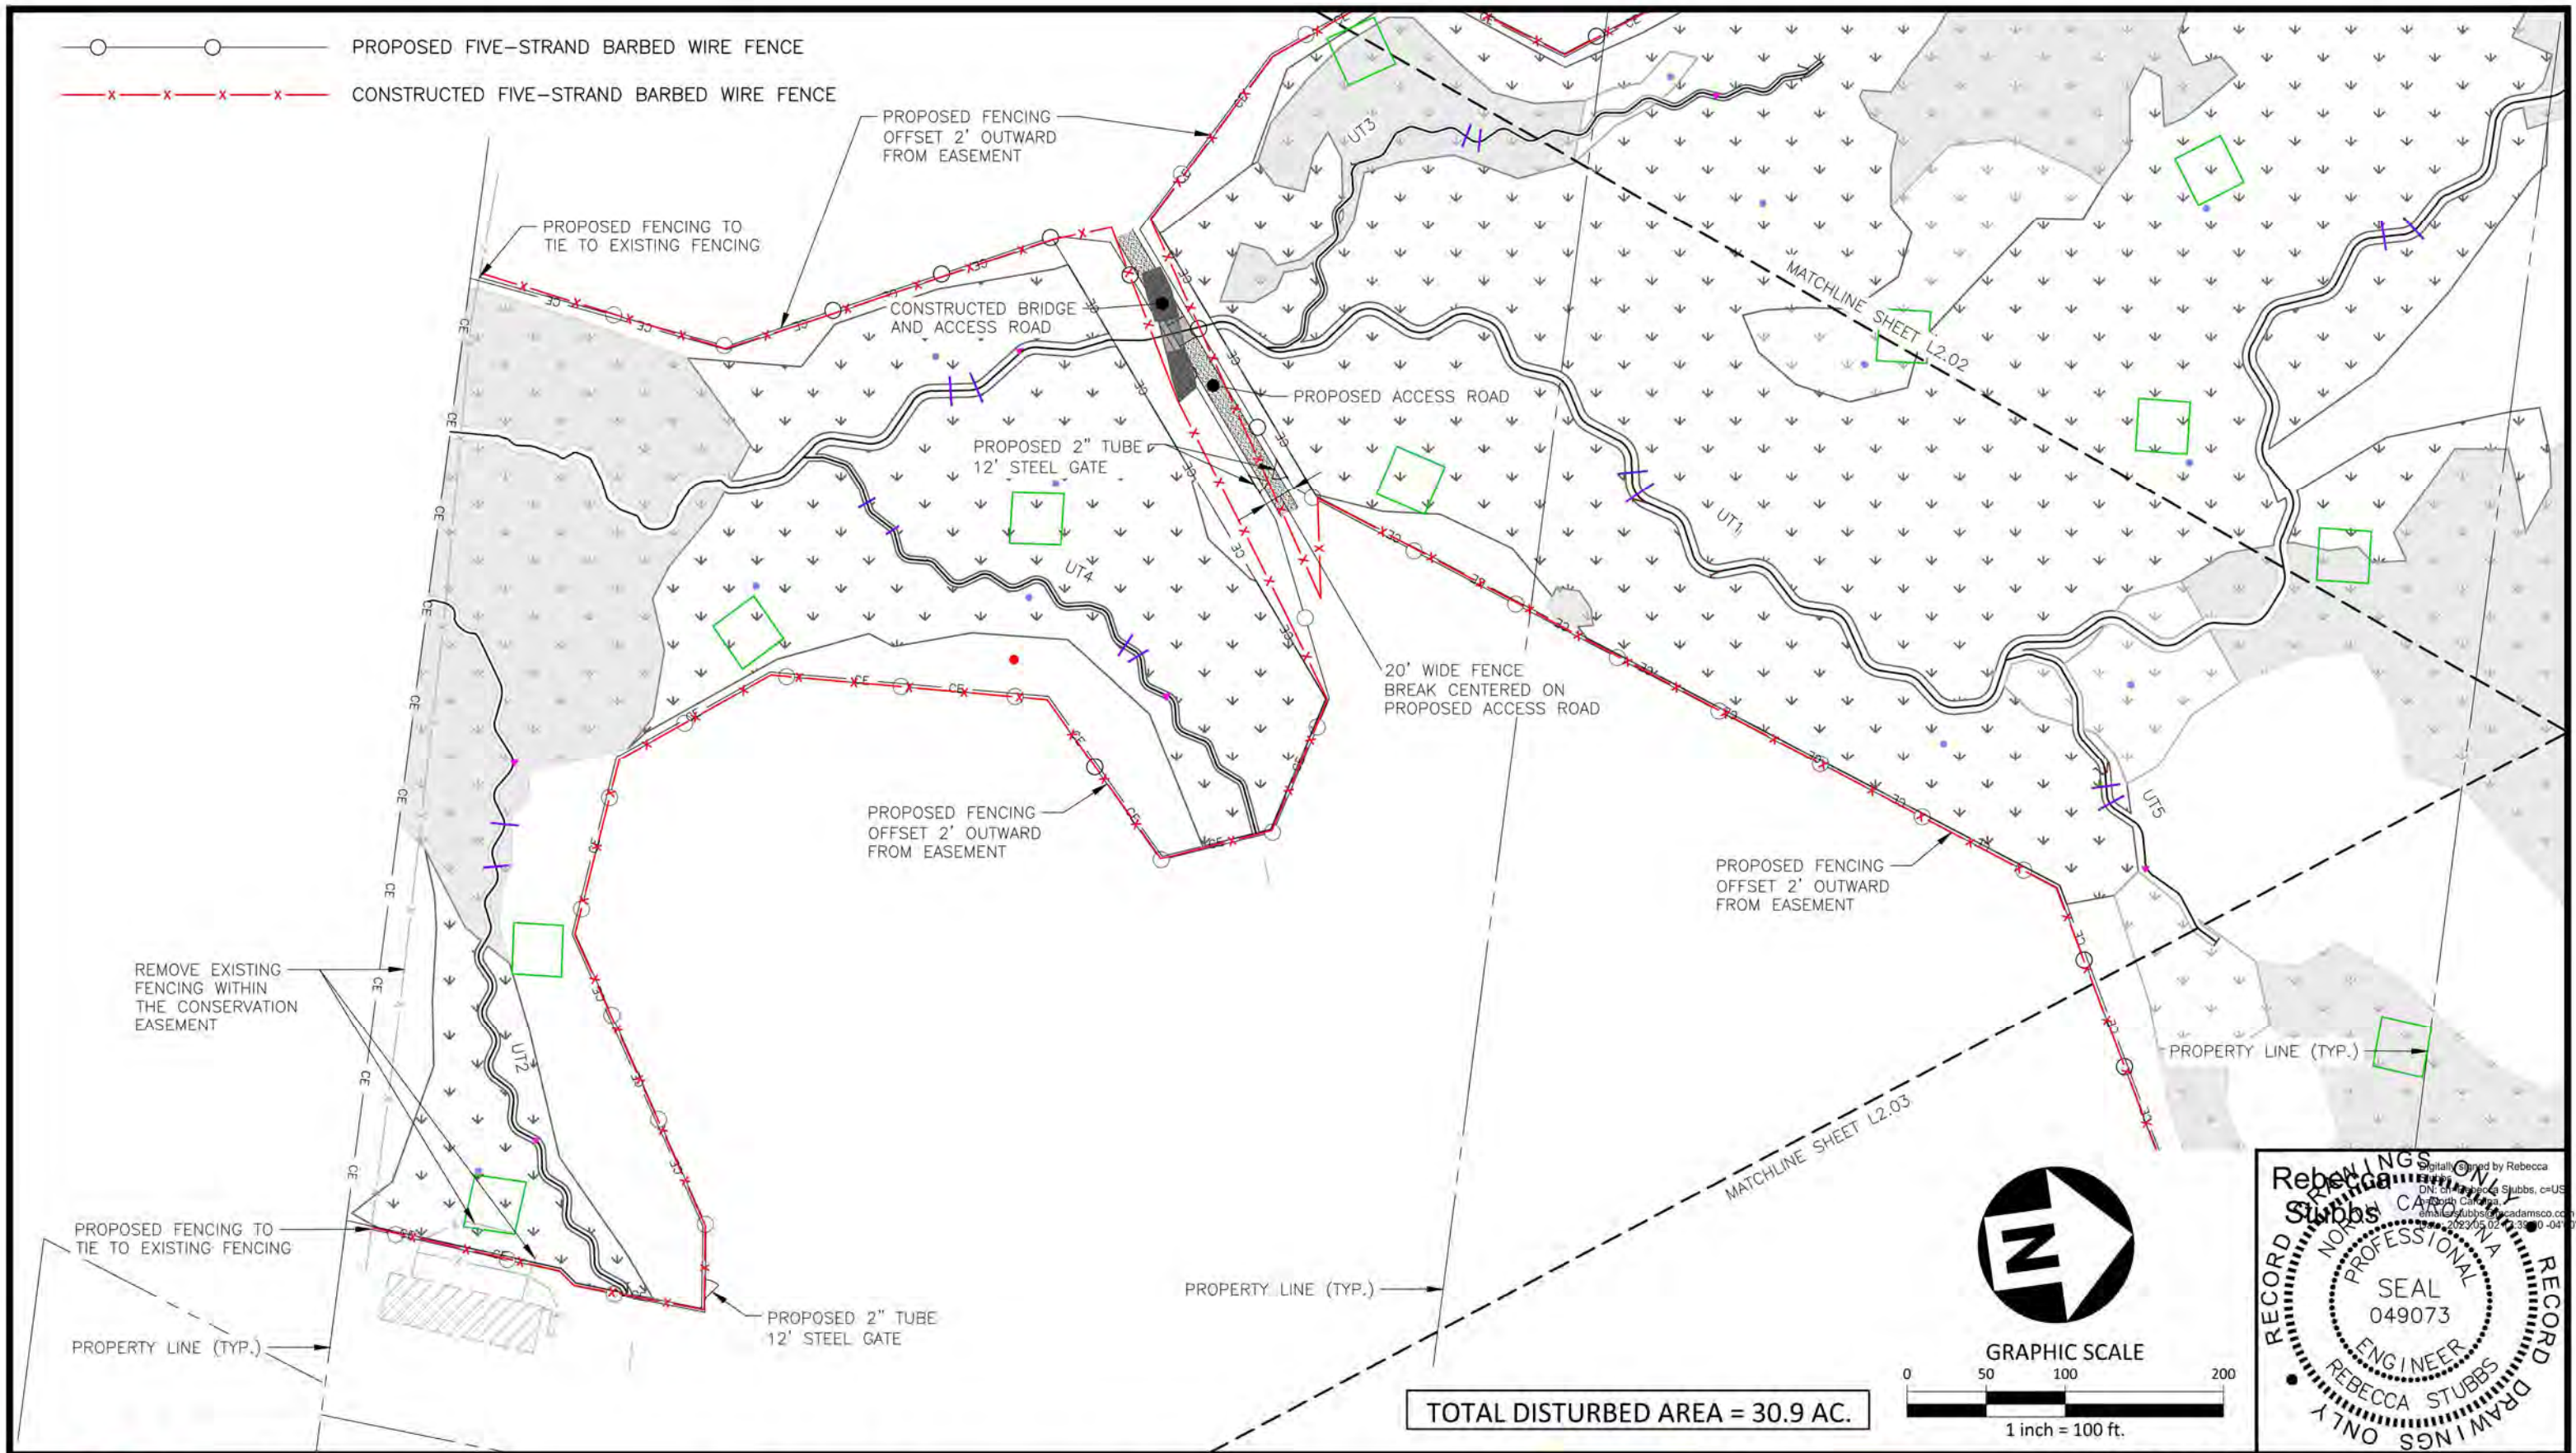 PROPOSED FIVE-STRAND BARBED WIRE FENCE
CONSTRUCTED FIVE-STRAND BARBED WIRE FENCE
PROPOSED FENCING
OFFSET 2' OUTWARD
FROM EASEMENT
PROPOSED FENCING TO
TIE TO EXISTING FENCING
CONSTRUCTED BRIDGE
AND ACCESS ROAD
UT3
MATCHLINE SHEET L2.02
PROPOSED ACCESS ROAD
PROPOSED 2" TUBE
12' STEEL GATE
UT1
UT4
20' WIDE FENCE
BREAK CENTERED ON
PROPOSED ACCESS ROAD
PROPOSED FENCING
OFFSET 2' OUTWARD
FROM EASEMENT
UT5
PROPOSED FENCING
OFFSET 2' OUTWARD
FROM EASEMENT
REMOVE EXISTING
FENCING WITHIN
THE CONSERVATION
EASEMENT
UT2
PROPERTY LINE (TYP.)
MATCHLINE SHEET L2.03
PROPOSED FENCING TO
TIE TO EXISTING FENCING
PROPERTY LINE (TYP.)
PROPOSED 2" TUBE
12' STEEL GATE
PROPERTY LINE (TYP.)
N
GRAPHIC SCALE
0 50 100 200
1 inch = 100 ft.
TOTAL DISTURBED AREA = 30.9 AC.
Rebecca
Stubbs
Digitally signed by Rebecca
RECORD DRAWINGS ONLY
RECORD DRAWINGS ONLY
NORTH CAROLINA
PROFESSIONAL
SEAL
049073
ENGINEER
REBECCA STUBBS